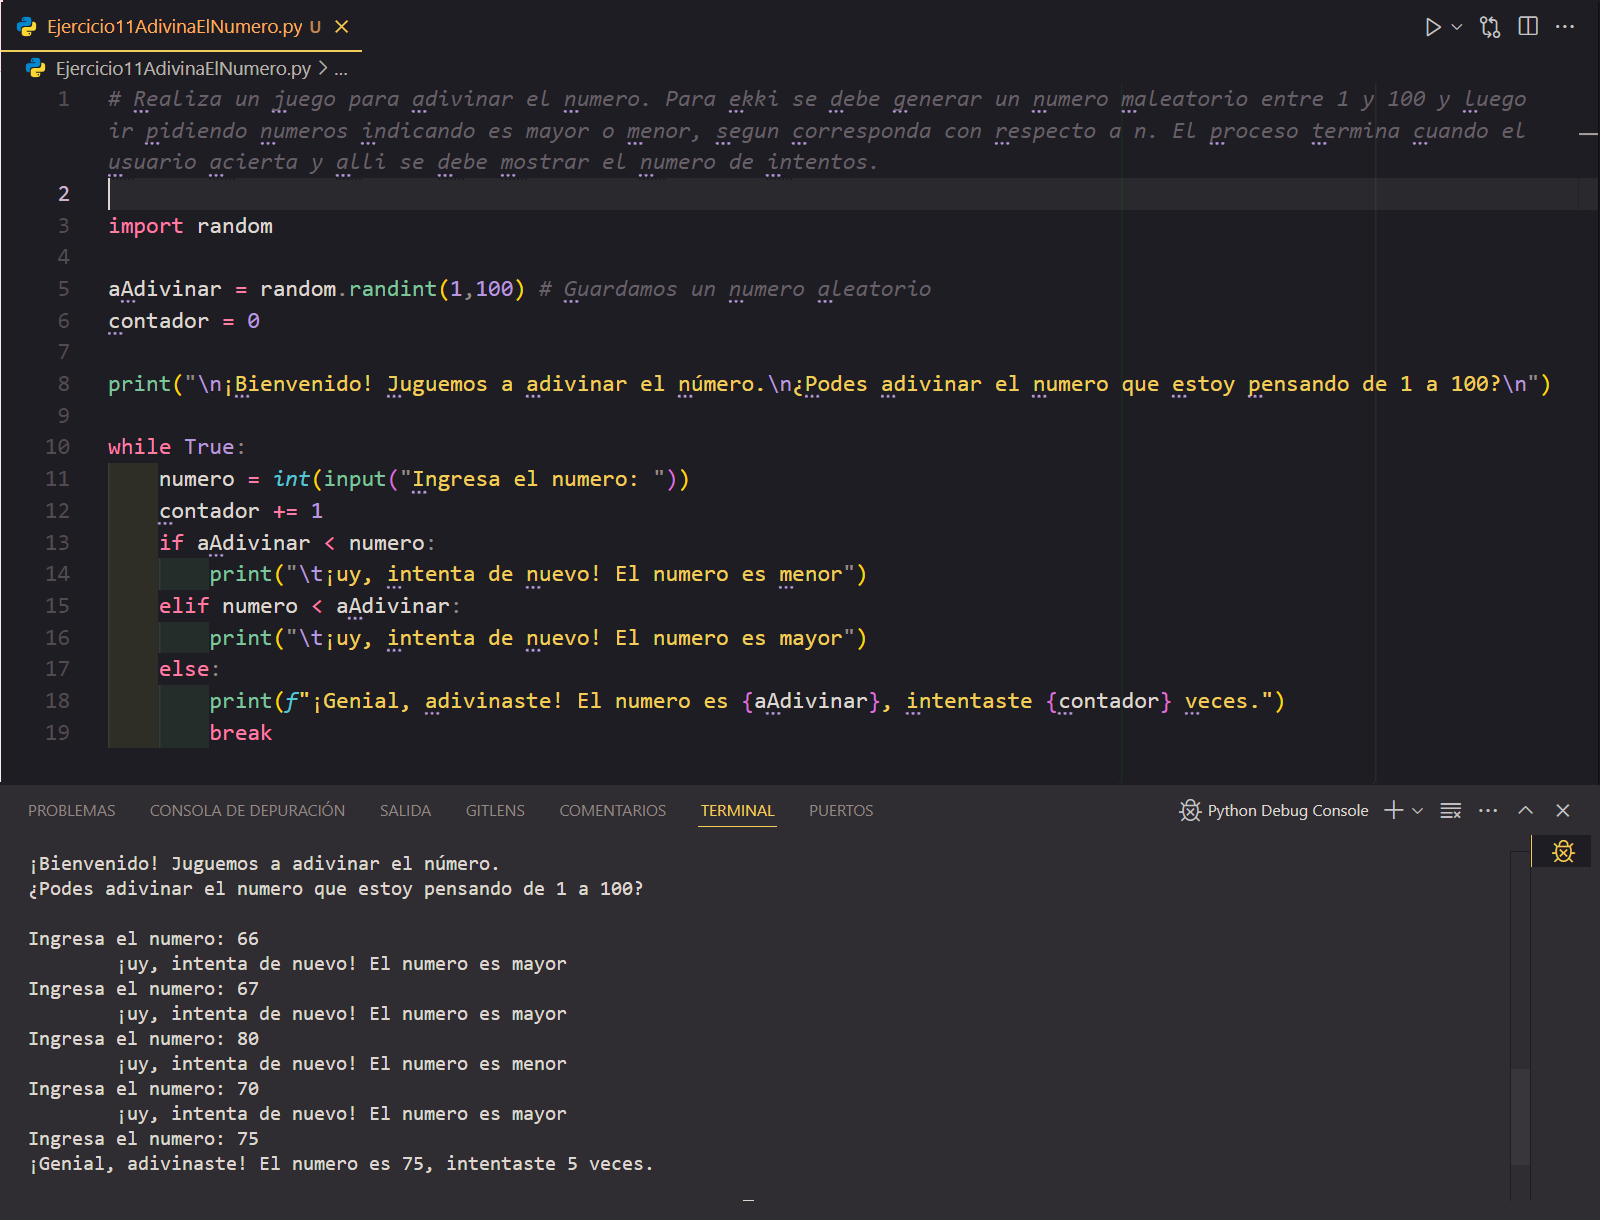 Ejercicio11AdivinaElNumero.py U
Ejercicio11AdivinaElNumero.py > ...
1 # Realiza un juego para adivinar el numero. Para ekki se debe generar un numero maleatorio entre 1 y 100 y luego
ir pidiendo numeros indicando es mayor o menor, segun corresponda con respecto a n. El proceso termina cuando el
usuario acierta y alli se debe mostrar el numero de intentos.
2
3 import random
4
5 aAdivinar = random.randint(1,100) # Guardamos un numero aleatorio
6 contador = 0
7
8 print("\n¡Bienvenido! Juguemos a adivinar el número.\n¿Podes adivinar el numero que estoy pensando de 1 a 100?\n")
9
10 while True:
11     numero = int(input("Ingresa el numero: "))
12     contador += 1
13     if aAdivinar < numero:
14         print("\t¡uy, intenta de nuevo! El numero es menor")
15     elif numero < aAdivinar:
16         print("\t¡uy, intenta de nuevo! El numero es mayor")
17     else:
18         print(f"¡Genial, adivinaste! El numero es {aAdivinar}, intentaste {contador} veces.")
19         break
PROBLEMAS CONSOLA DE DEPURACIÓN SALIDA GITLENS COMENTARIOS TERMINAL PUERTOS Python Debug Console
¡Bienvenido! Juguemos a adivinar el número.
¿Podes adivinar el numero que estoy pensando de 1 a 100?
Ingresa el numero: 66
¡uy, intenta de nuevo! El numero es mayor
Ingresa el numero: 67
¡uy, intenta de nuevo! El numero es mayor
Ingresa el numero: 80
¡uy, intenta de nuevo! El numero es menor
Ingresa el numero: 70
¡uy, intenta de nuevo! El numero es mayor
Ingresa el numero: 75
¡Genial, adivinaste! El numero es 75, intentaste 5 veces.